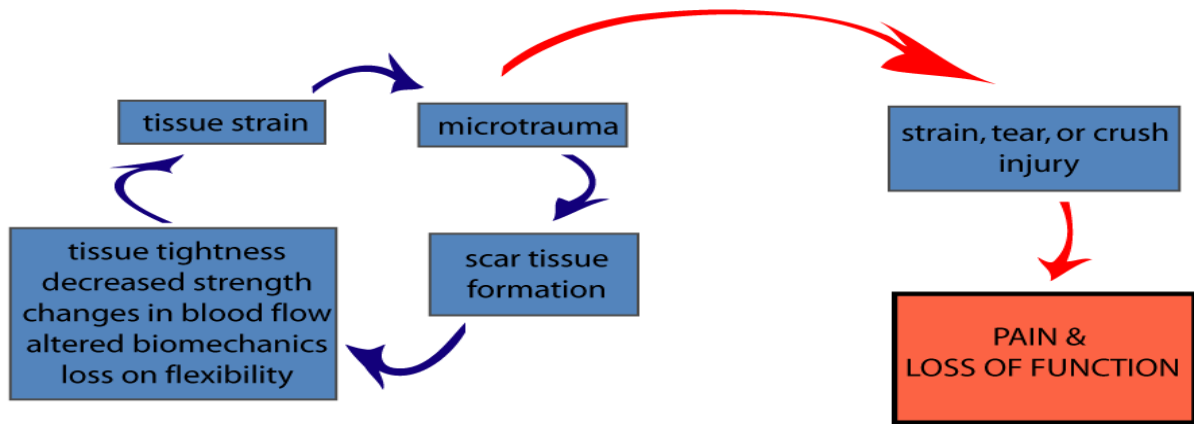 tissue strain
microtrauma
strain, tear, or crush
injury
tissue tightness
decreased strength
changes in blood flow
altered biomechanics
loss on flexibility
scar tissue
formation
PAIN &
LOSS OF FUNCTION